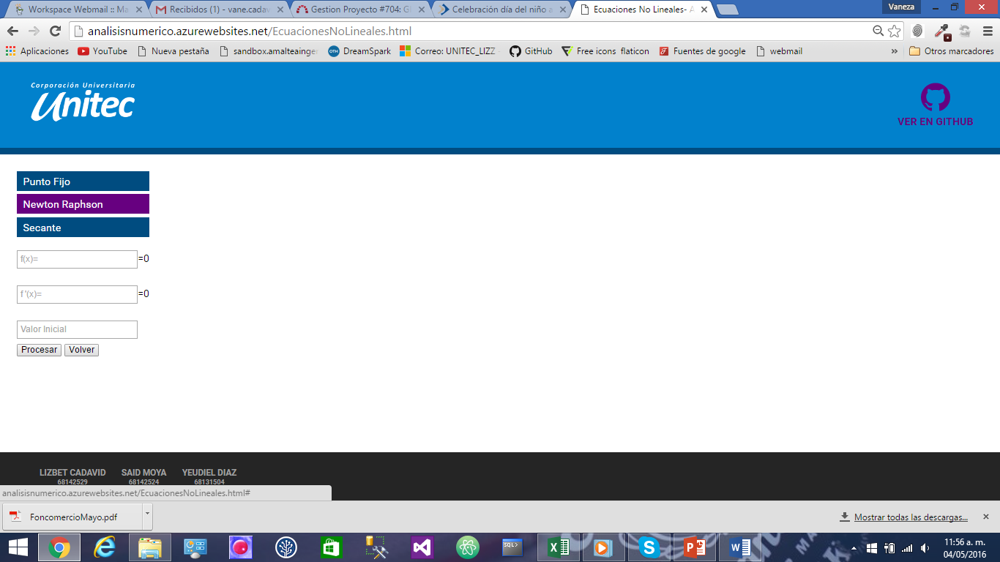 Workspace Webmail :: Ma
Recibidos (1) - vane.cadav
Gestion Proyecto #704: Gl
Celebración día del niño a
Ecuaciones No Lineales- A
Vaneza
analisisnumerico.azurewebsites.net/EcuacionesNoLineales.html
Aplicaciones
YouTube
Nueva pestaña
sandbox.amalteainge
DreamSpark
Correo: UNITEC_LIZZ
GitHub
Free icons flaticon
Fuentes de google
webmail
»
Otros marcadores
Corporación Universitaria
Unitec
VER EN GITHUB
Punto Fijo
Newton Raphson
Secante
f(x)= =0
f '(x)= =0
Valor Inicial
Procesar Volver
LIZBET CADAVID SAID MOYA YEUDIEL DIAZ
68142529 68142524 68131504
analisisnumerico.azurewebsites.net/EcuacionesNoLineales.html#
FoncomercioMayo.pdf
Mostrar todas las descargas...
SQL>
11:56 a. m.
04/05/2016